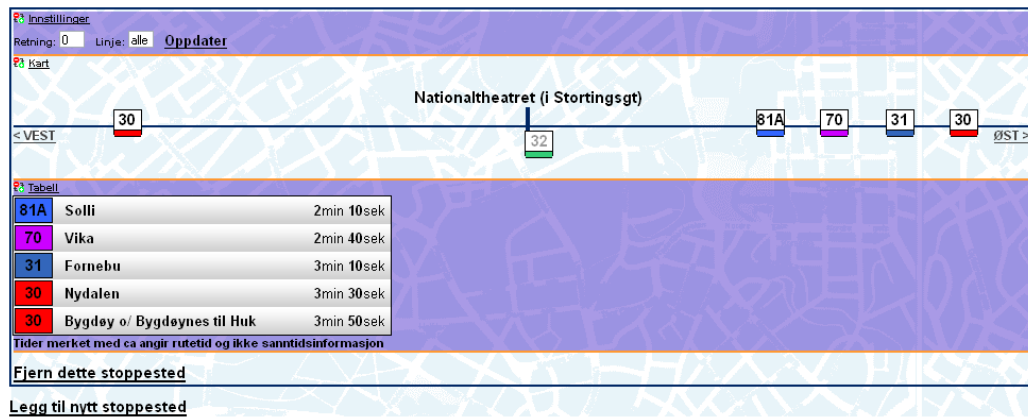 Innstillinger
Retning: 0 Linje: alle Oppdater
Kart
Nationaltheatret (i Stortingsgt)
30 81A 70 31 30
< VEST 32 ØST >
Tabell
81A Solli 2min 10sek
70 Vika 2min 40sek
31 Fornebu 3min 10sek
30 Nydalen 3min 30sek
30 Bygdøy o/ Bygdøynes til Huk 3min 50sek
Tider merket med ca angir rutetid og ikke sanntidsinformasjon
Fjern dette stoppested
Legg til nytt stoppested